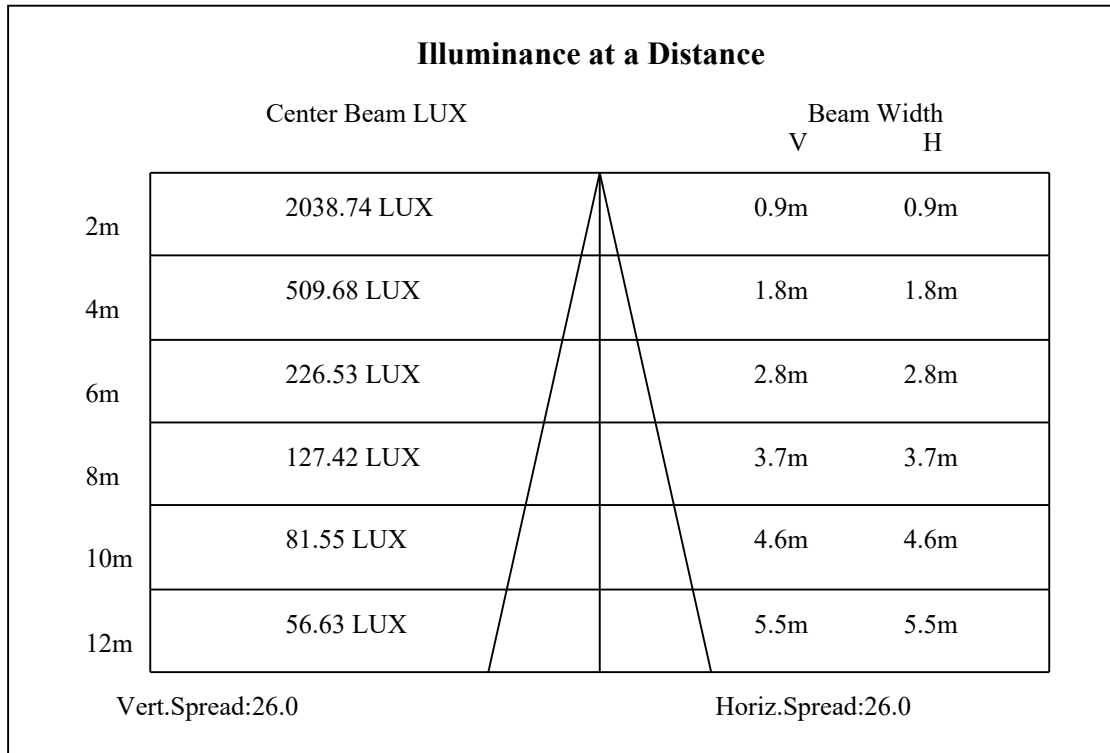 Illuminance at a Distance
Center Beam LUX Beam Width
V H
2m 2038.74 LUX 0.9m 0.9m
4m 509.68 LUX 1.8m 1.8m
6m 226.53 LUX 2.8m 2.8m
8m 127.42 LUX 3.7m 3.7m
10m 81.55 LUX 4.6m 4.6m
12m 56.63 LUX 5.5m 5.5m
Vert.Spread:26.0 Horiz.Spread:26.0